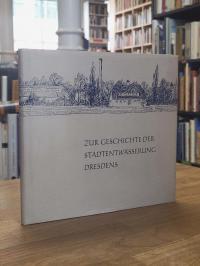 ZUR GESCHICHTE DER
STADTENTWÄSSERUNG
DRESDENS